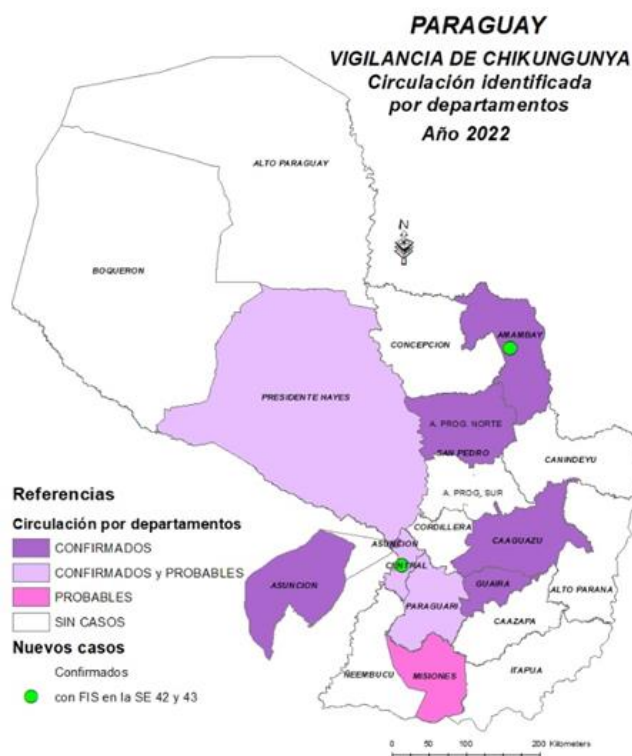 PARAGUAY
VIGILANCIA DE CHIKUNGUNYA
Circulación identificada
por departamentos
Año 2022
ALTO PARAGUAY
N
BOQUERON
CONCEPCION
AMAMBAY
PRESIDENTE HAYES
A. PROG. NORTE
SAN PEDRO
CANINDEYU
A. PROG. SUR
CORDILLERA
ASUNCION
CENTRAL
CAAGUAZU
ASUNCION
GUAIRA
ALTO PARANA
PARAGUARI
CAAZAPA
ÑEEMBUCU
MISIONES
ITAPUA
Referencias
Circulación por departamentos
CONFIRMADOS
CONFIRMADOS y PROBABLES
PROBABLES
SIN CASOS
Nuevos casos
Confirmados
con FIS en la SE 42 y 43
0 50 100 200 Kilometers